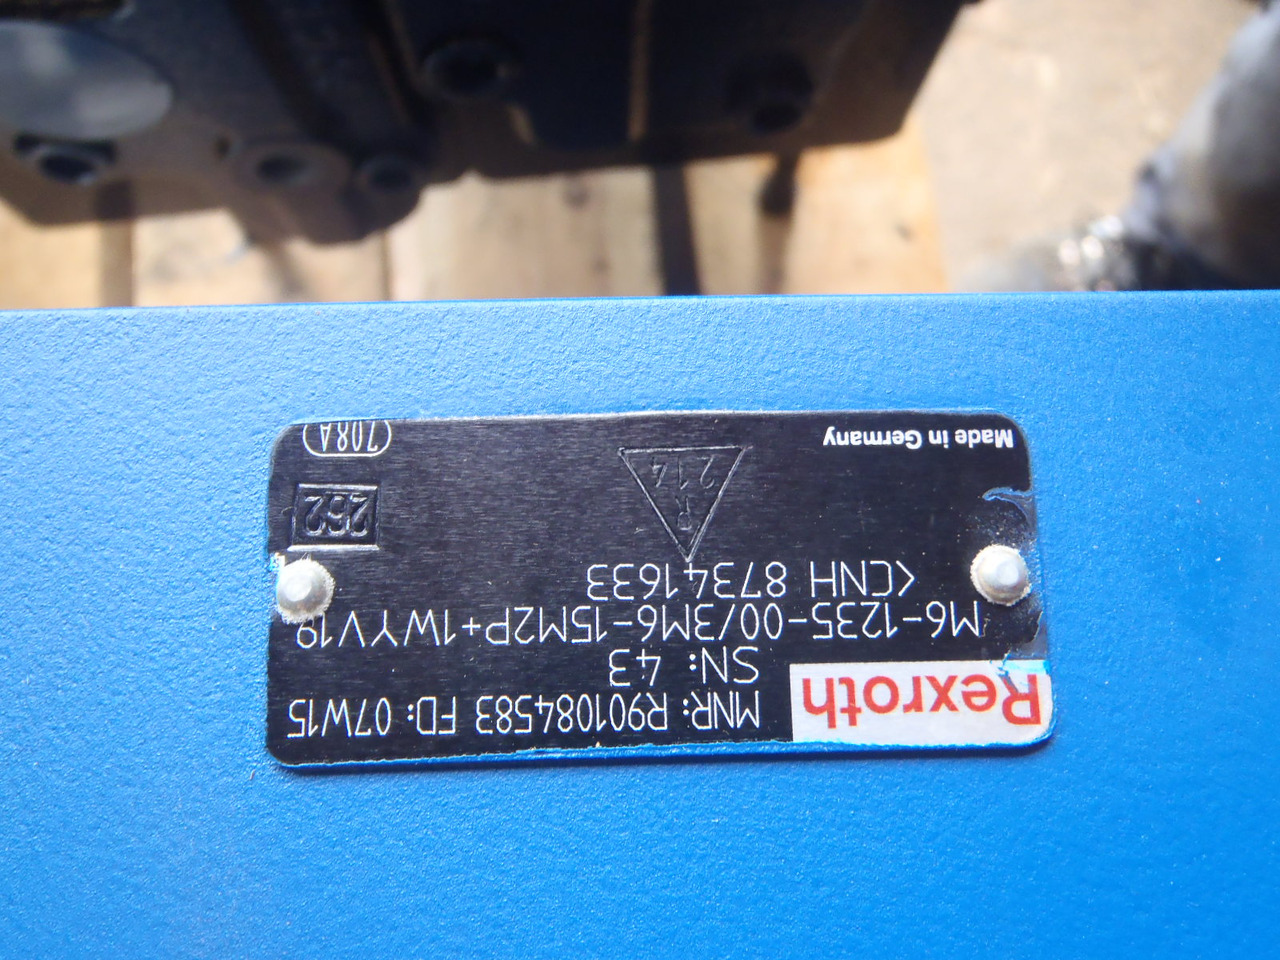 Rexroth
MNR: R901084583 FD: 07W15
SN: 43
M6-1235-00/3M6-15M2P+1WYV19
<CNH 87341633
R
214
262
Made in Germany
708A